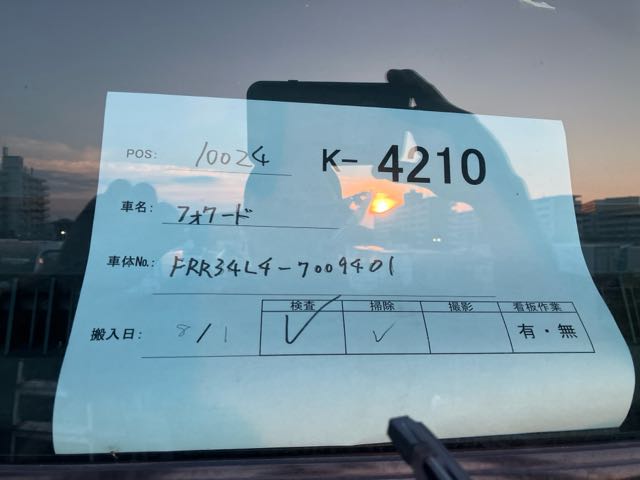 POS: 10024 K-4210
車名: フォワード
車体No.: FRR34L4-7009401
検査 掃除 撮影 看板作業
搬入日: 8/1 ✓ ✓ 有・無